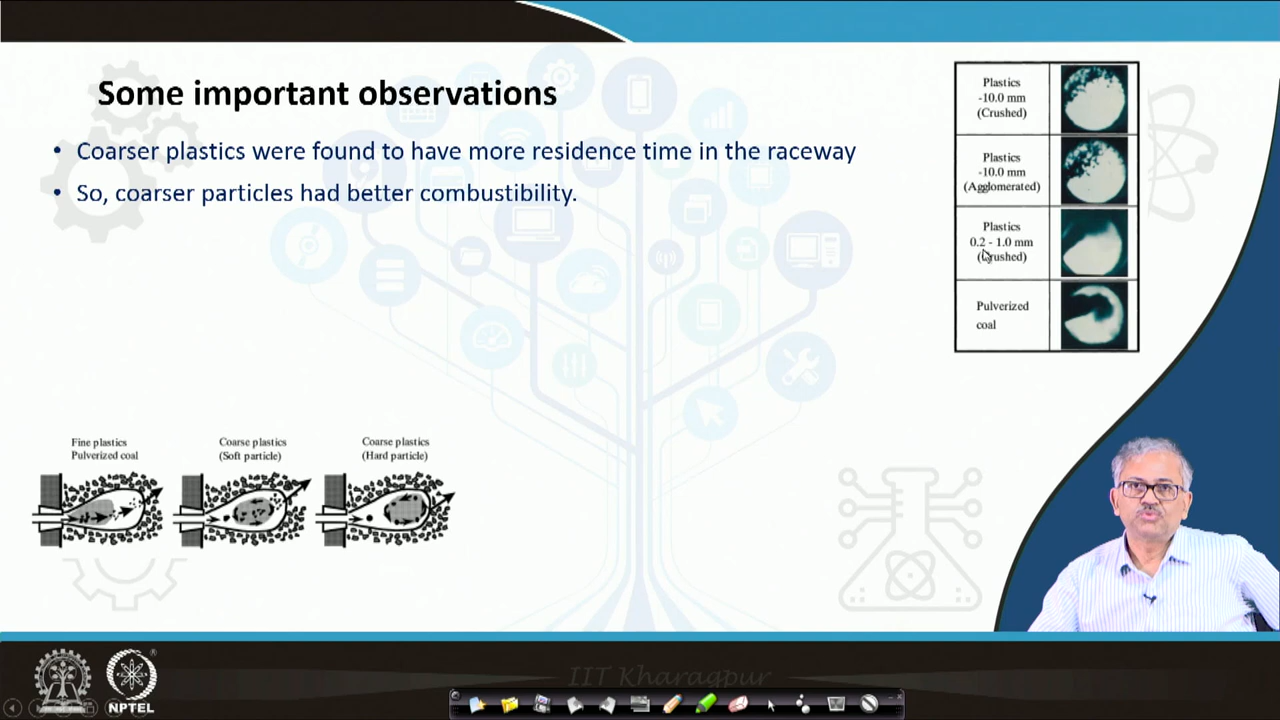 Some important observations
• Coarser plastics were found to have more residence time in the raceway
• So, coarser particles had better combustibility.
Plastics
-10.0 mm
(Crushed)
Plastics
-10.0 mm
(Agglomerated)
Plastics
0.2 - 1.0 mm
(Crushed)
Pulverized
coal
Fine plastics
Pulverized coal
Coarse plastics
(Soft particle)
Coarse plastics
(Hard particle)
IIT Kharagpur
NPTEL